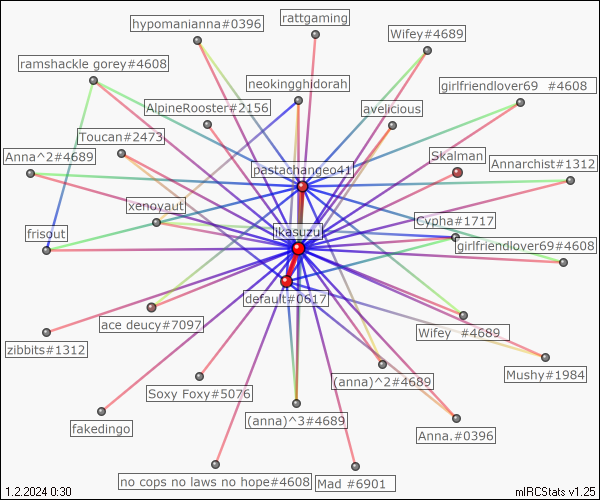 rattgaming
hypomanianna#0396
Wifey#4689
ramshackle gorey#4608
neokingghidorah
girlfriendlover69 #4608
AlpineRooster#2156
avelicious
Toucan#2473
Anna^2#4689
Skalman
Annarchist#1312
pastachangeo41
xenovaut
Cypha#1717
frisout
ikasuzu
girlfriendlover69#4608
default#0617
ace deucy#7097
Wifey #4689
zibbits#1312
Mushy#1984
(anna)^2#4689
Soxy Foxy#5076
fakedingo
(anna)^3#4689
Anna.#0396
no cops no laws no hope#4608
Mad #6901
1.2.2024 0:30
mIRCStats v1.25